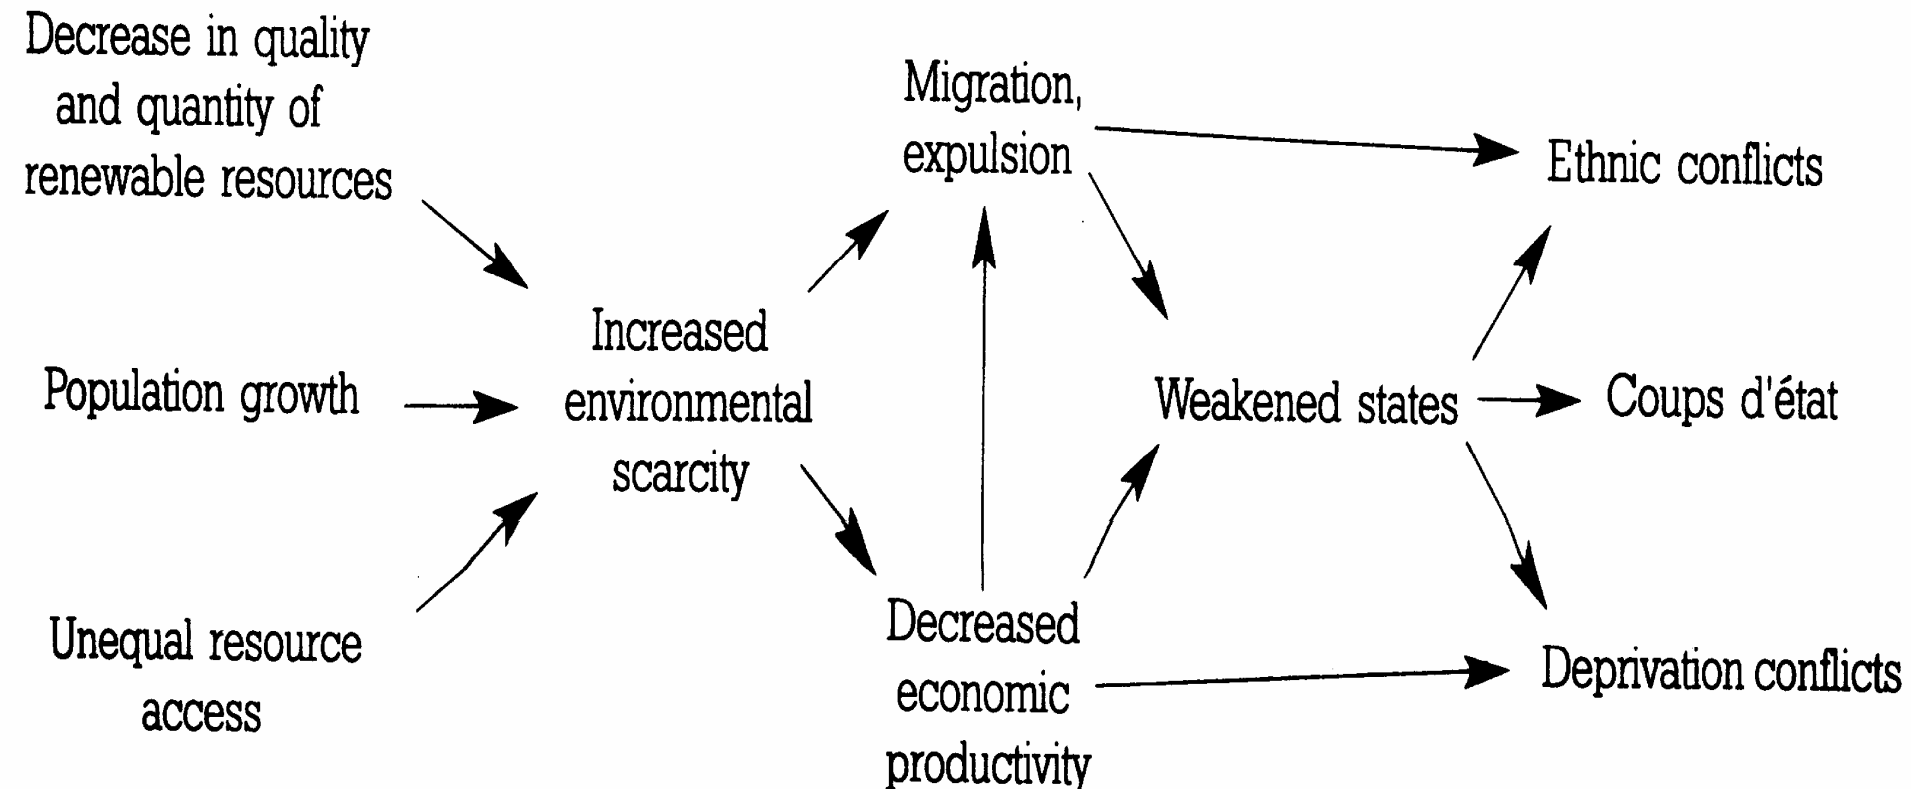 Decrease in quality
and quantity of
renewable resources
Population growth
Unequal resource
access
Increased
environmental
scarcity
Migration,
expulsion
Decreased
economic
productivity
Weakened states
Ethnic conflicts
Coups d'état
Deprivation conflicts